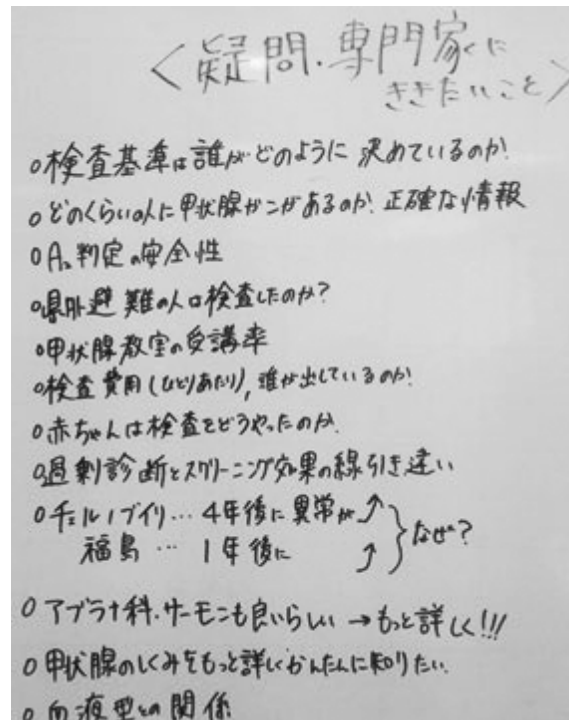 <疑問・専門家に
ききたいこと>
○検査基準は誰がどのように決めているのか?
○どのくらいの人に甲状腺がこがあるのか?正確な情報
○A2判定の安全性
○県外避難の人は検査したのか?
○甲状腺教室の受講率
○検査費用(ひとりあたり),誰が出しているのか?
○赤ちゃんは検査をどうやったのか。
○過剰診断とスクリーニング効果の線引き違い
○チェルノブイリ…4年後に異常が↑
福島…1年後に↑
}なぜ?
○アブラナ科・サーモンも良いらしい→もっと詳しく!!!
○甲状腺のしくみをもっと詳しくかんたんに知りたい。
○血液型との関係